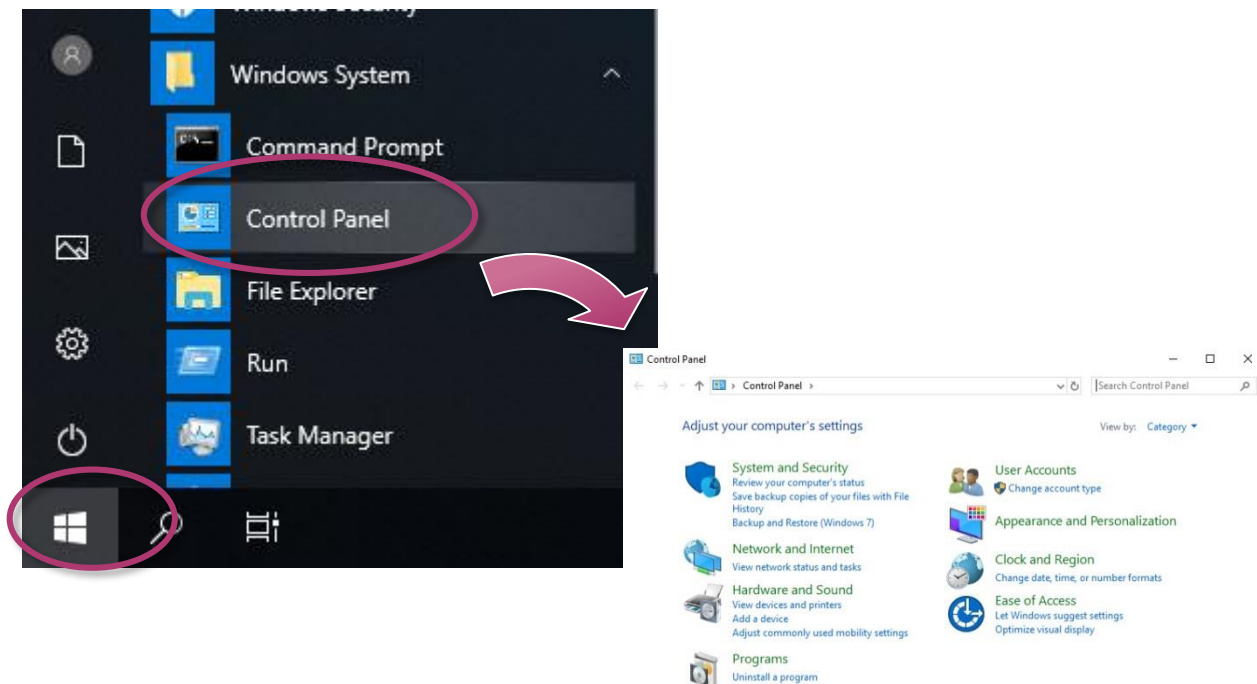 Windows System
Command Prompt
Control Panel
File Explorer
Run
Task Manager
Control Panel
Control Panel
Search Control Panel
Adjust your computer's settings
View by: Category
System and Security
Review your computer's status
Save backup copies of your files with File
History
Backup and Restore (Windows 7)
Network and Internet
View network status and tasks
Hardware and Sound
View devices and printers
Add a device
Adjust commonly used mobility settings
Programs
Uninstall a program
User Accounts
Change account type
Appearance and Personalization
Clock and Region
Change date, time, or number formats
Ease of Access
Let Windows suggest settings
Optimize visual display